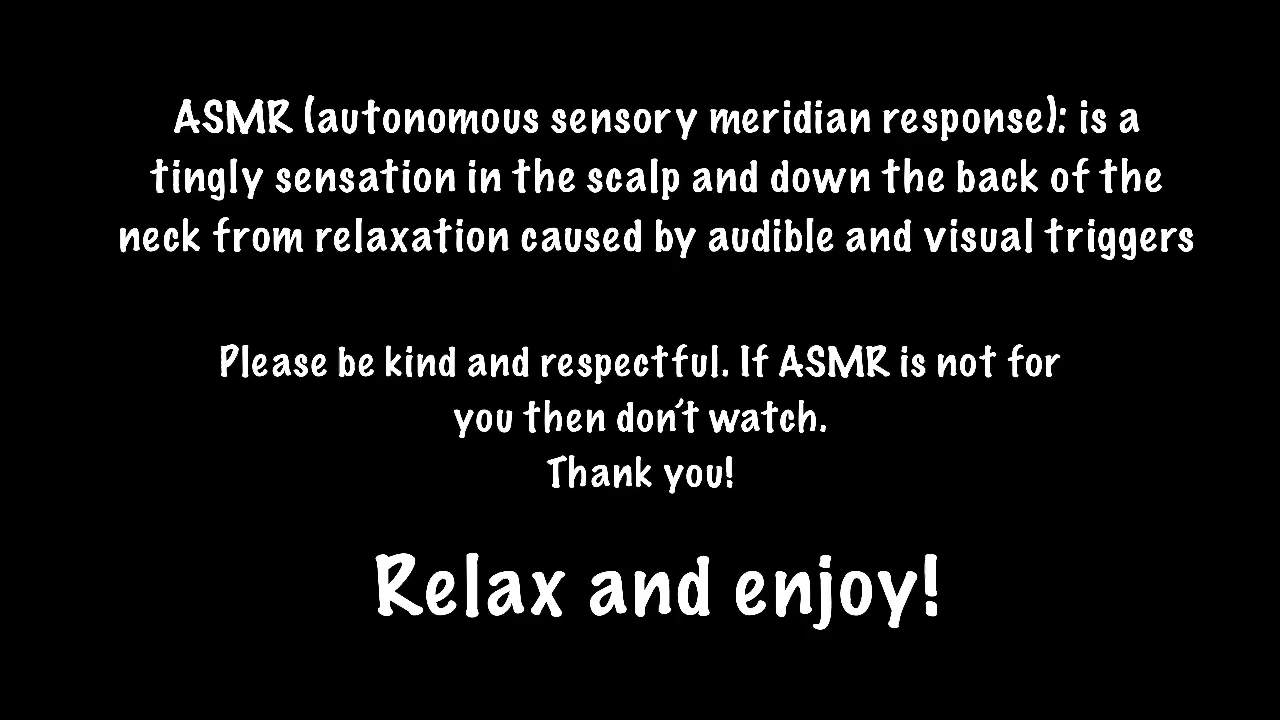 ASMR (autonomous sensory meridian response): is a
tingly sensation in the scalp and down the back of the
neck from relaxation caused by audible and visual triggers
Please be kind and respectful. If ASMR is not for
you then don't watch.
Thank you!
Relax and enjoy!